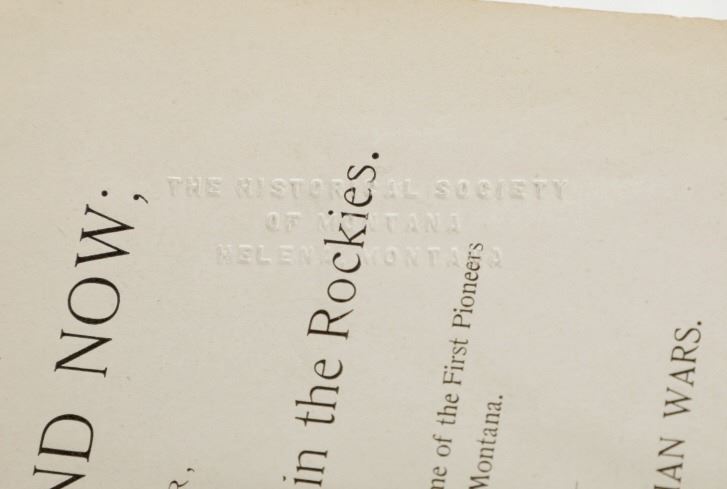 THE HISTORICAL SOCIETY
OF MONTANA
HELENA MONTANA
ND NOW;
R,
in the Rockies.
ne of the First Pioneers
Montana.
IAN WARS.